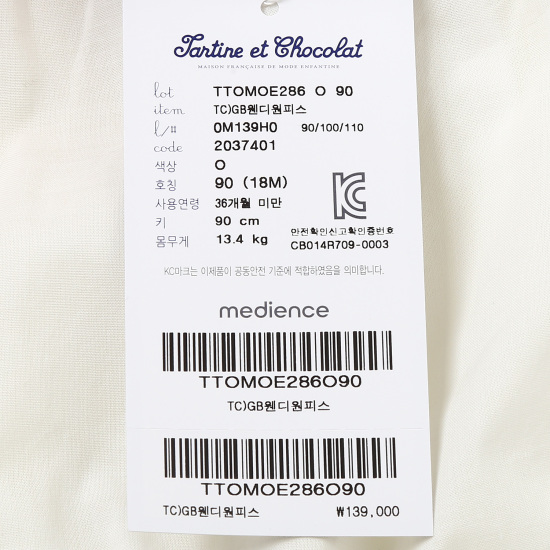 Tartine et Chocolat
MAISON FRANÇAISE DE MODE ENFANTINE
lot TTOMOE286 O 90
item TC)GB웬디원피스
l/# 0M139H0 90/100/110
code 2037401
색상 O
호칭 90 (18M)
사용연령 36개월 미만
키 90 cm
몸무게 13.4 kg
KC
안전확인신고확인증번호
CB014R709-0003
KC마크는 이제품이 공동안전 기준에 적합하였음을 의미합니다.
medience
TTOMOE286O90
TC)GB웬디원피스
TTOMOE286O90
TC)GB웬디원피스 ₩139,000